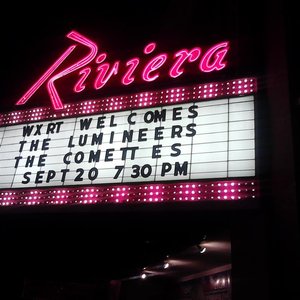 Riviera
WXRT WELCOMES
THE LUMINEERS
THE COMETTES
SEPT 20 7 30 PM